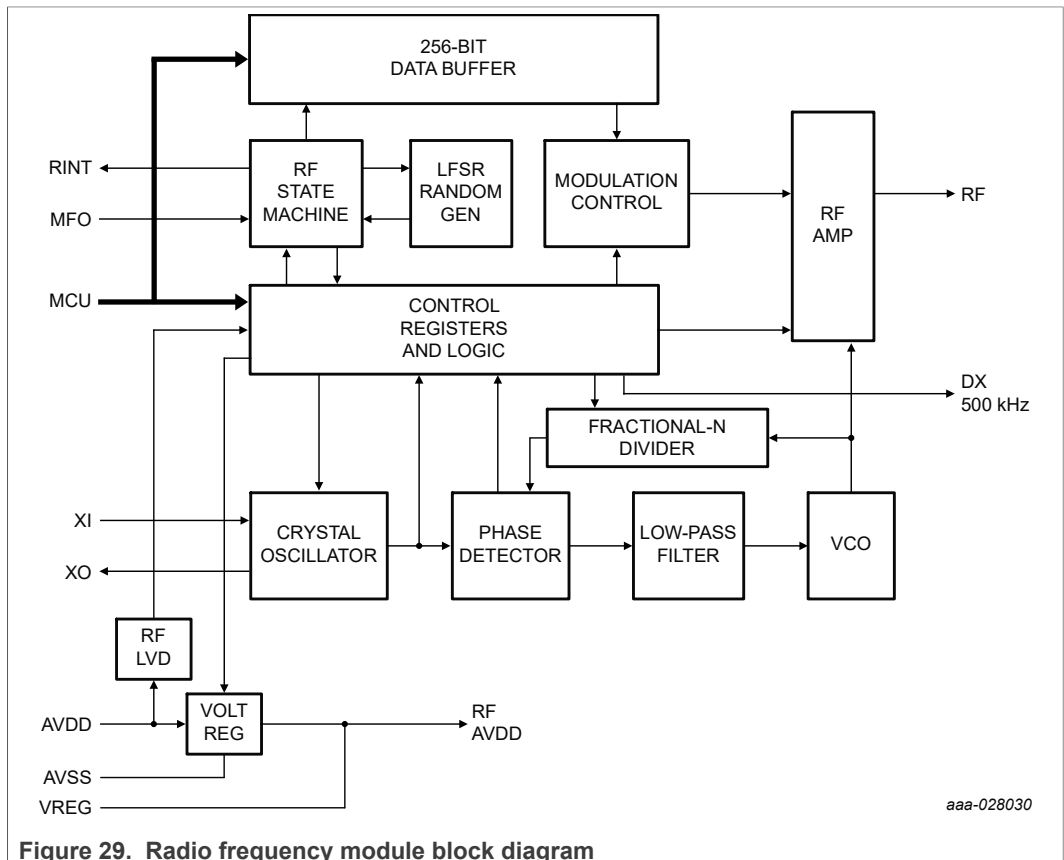 256-BIT
DATA BUFFER
RINT
RF
STATE
MACHINE
LFSR
RANDOM
GEN
MODULATION
CONTROL
RF
AMP
RF
MFO
MCU
CONTROL
REGISTERS
AND LOGIC
DX
500 kHz
FRACTIONAL-N
DIVIDER
XI
XO
CRYSTAL
OSCILLATOR
PHASE
DETECTOR
LOW-PASS
FILTER
VCO
RF
LVD
AVDD
VOLT
REG
RF
AVDD
AVSS
VREG
aaa-028030
Figure 29. Radio frequency module block diagram